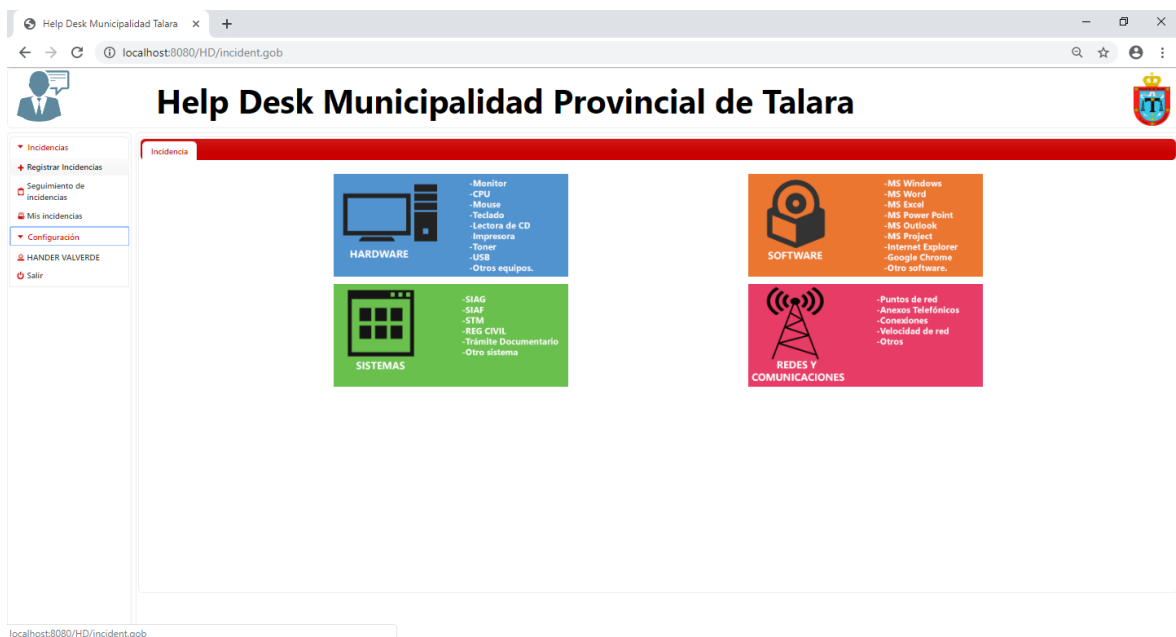 Help Desk Municipalidad Talara
localhost:8080/HD/incident.gob
Help Desk Municipalidad Provincial de Talara
Incidencias
Registrar Incidencias
Seguimiento de
incidencias
Mis incidencias
Configuración
HANDER VALVERDE
Salir
Incidencia
HARDWARE
-Monitor
-CPU
-Mouse
-Teclado
-Lectora de CD
-Impresora
-Toner
-USB
-Otros equipos.
SOFTWARE
-MS Windows
-MS Word
-MS Excel
-MS Power Point
-MS Outlook
-MS Project
-Internet Explorer
-Google Chrome
-Otro software.
SISTEMAS
-SIAG
-SIAF
-STM
-REG CIVIL
-Trámite Documentario
-Otro sistema
REDES Y
COMUNICACIONES
-Puntos de red
-Anexos Telefónicos
-Conexiones
-Velocidad de red
-Otros
localhost:8080/HD/incident.gob